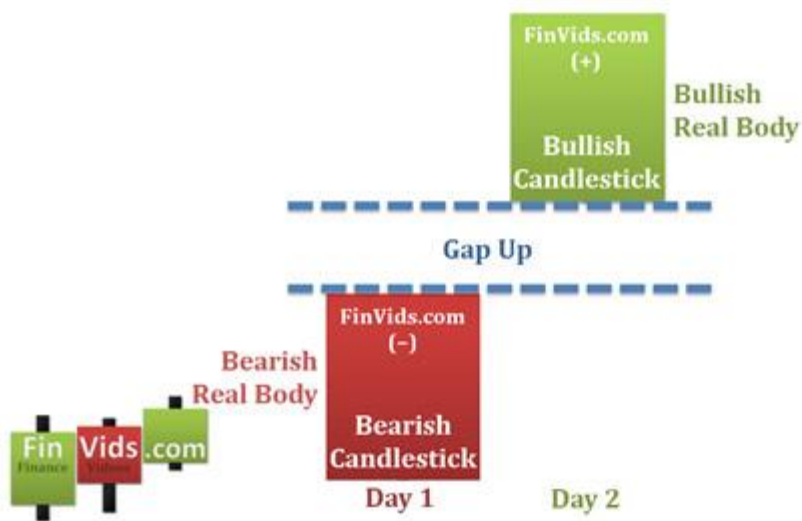 FinVids.com
(+)
Bullish
Candlestick
Bullish
Real Body
Gap Up
FinVids.com
(–)
Bearish
Candlestick
Bearish
Real Body
Fin
Finance
Vids
Videos
.com
Day 1
Day 2